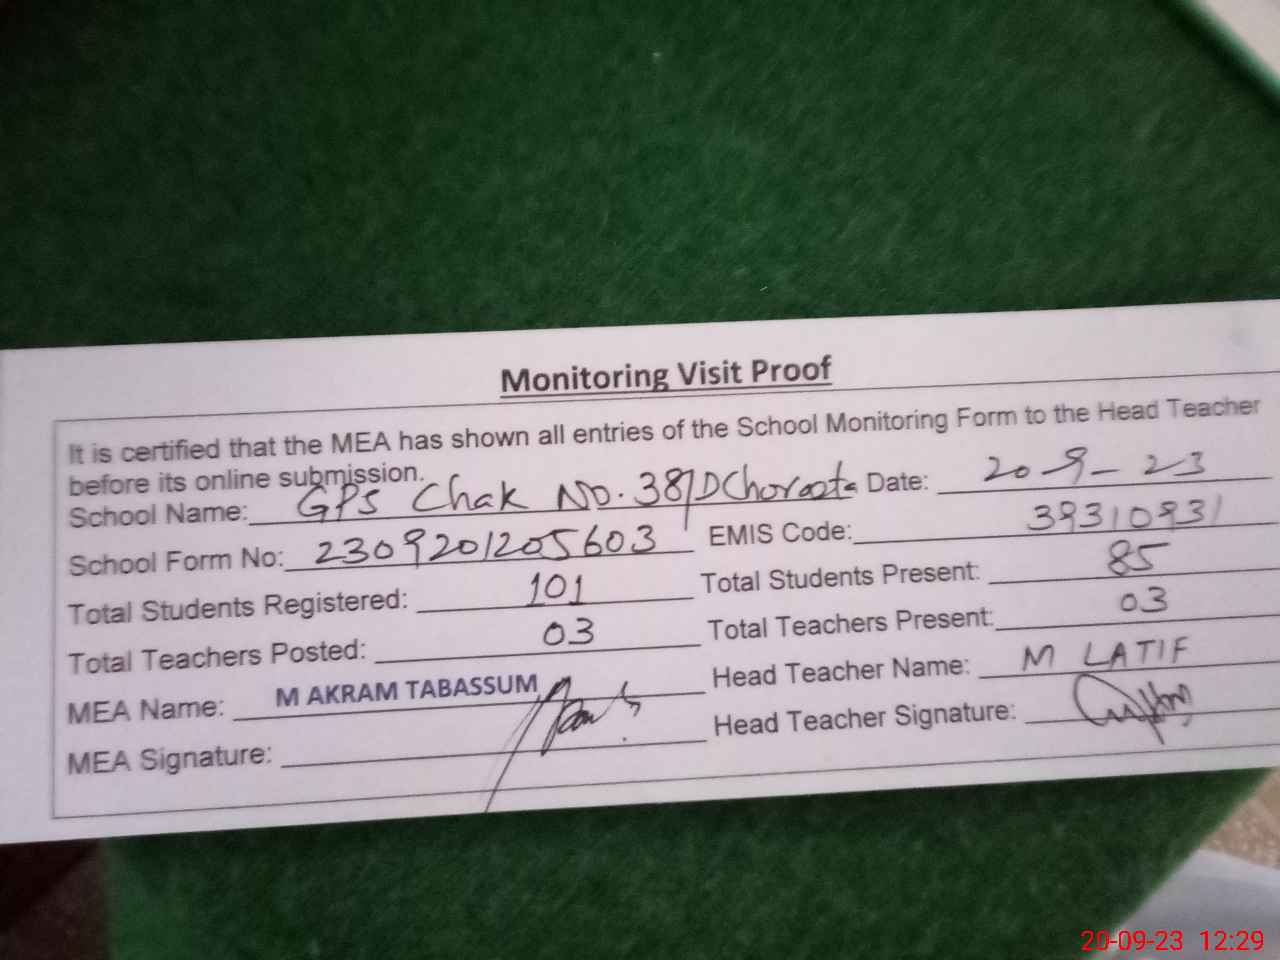 Monitoring Visit Proof
It is certified that the MEA has shown all entries of the School Monitoring Form to the Head Teacher
before its online submission.
School Name: GPS Chak No. 38/D Choraasta Date: 20-9-23
School Form No: 2309201205603 EMIS Code: 39310931
Total Students Registered: 101 Total Students Present: 85
Total Teachers Posted: 03 Total Teachers Present: 03
MEA Name: M AKRAM TABASSUM Head Teacher Name: M LATIF
MEA Signature: Head Teacher Signature:
20-09-23 12:29